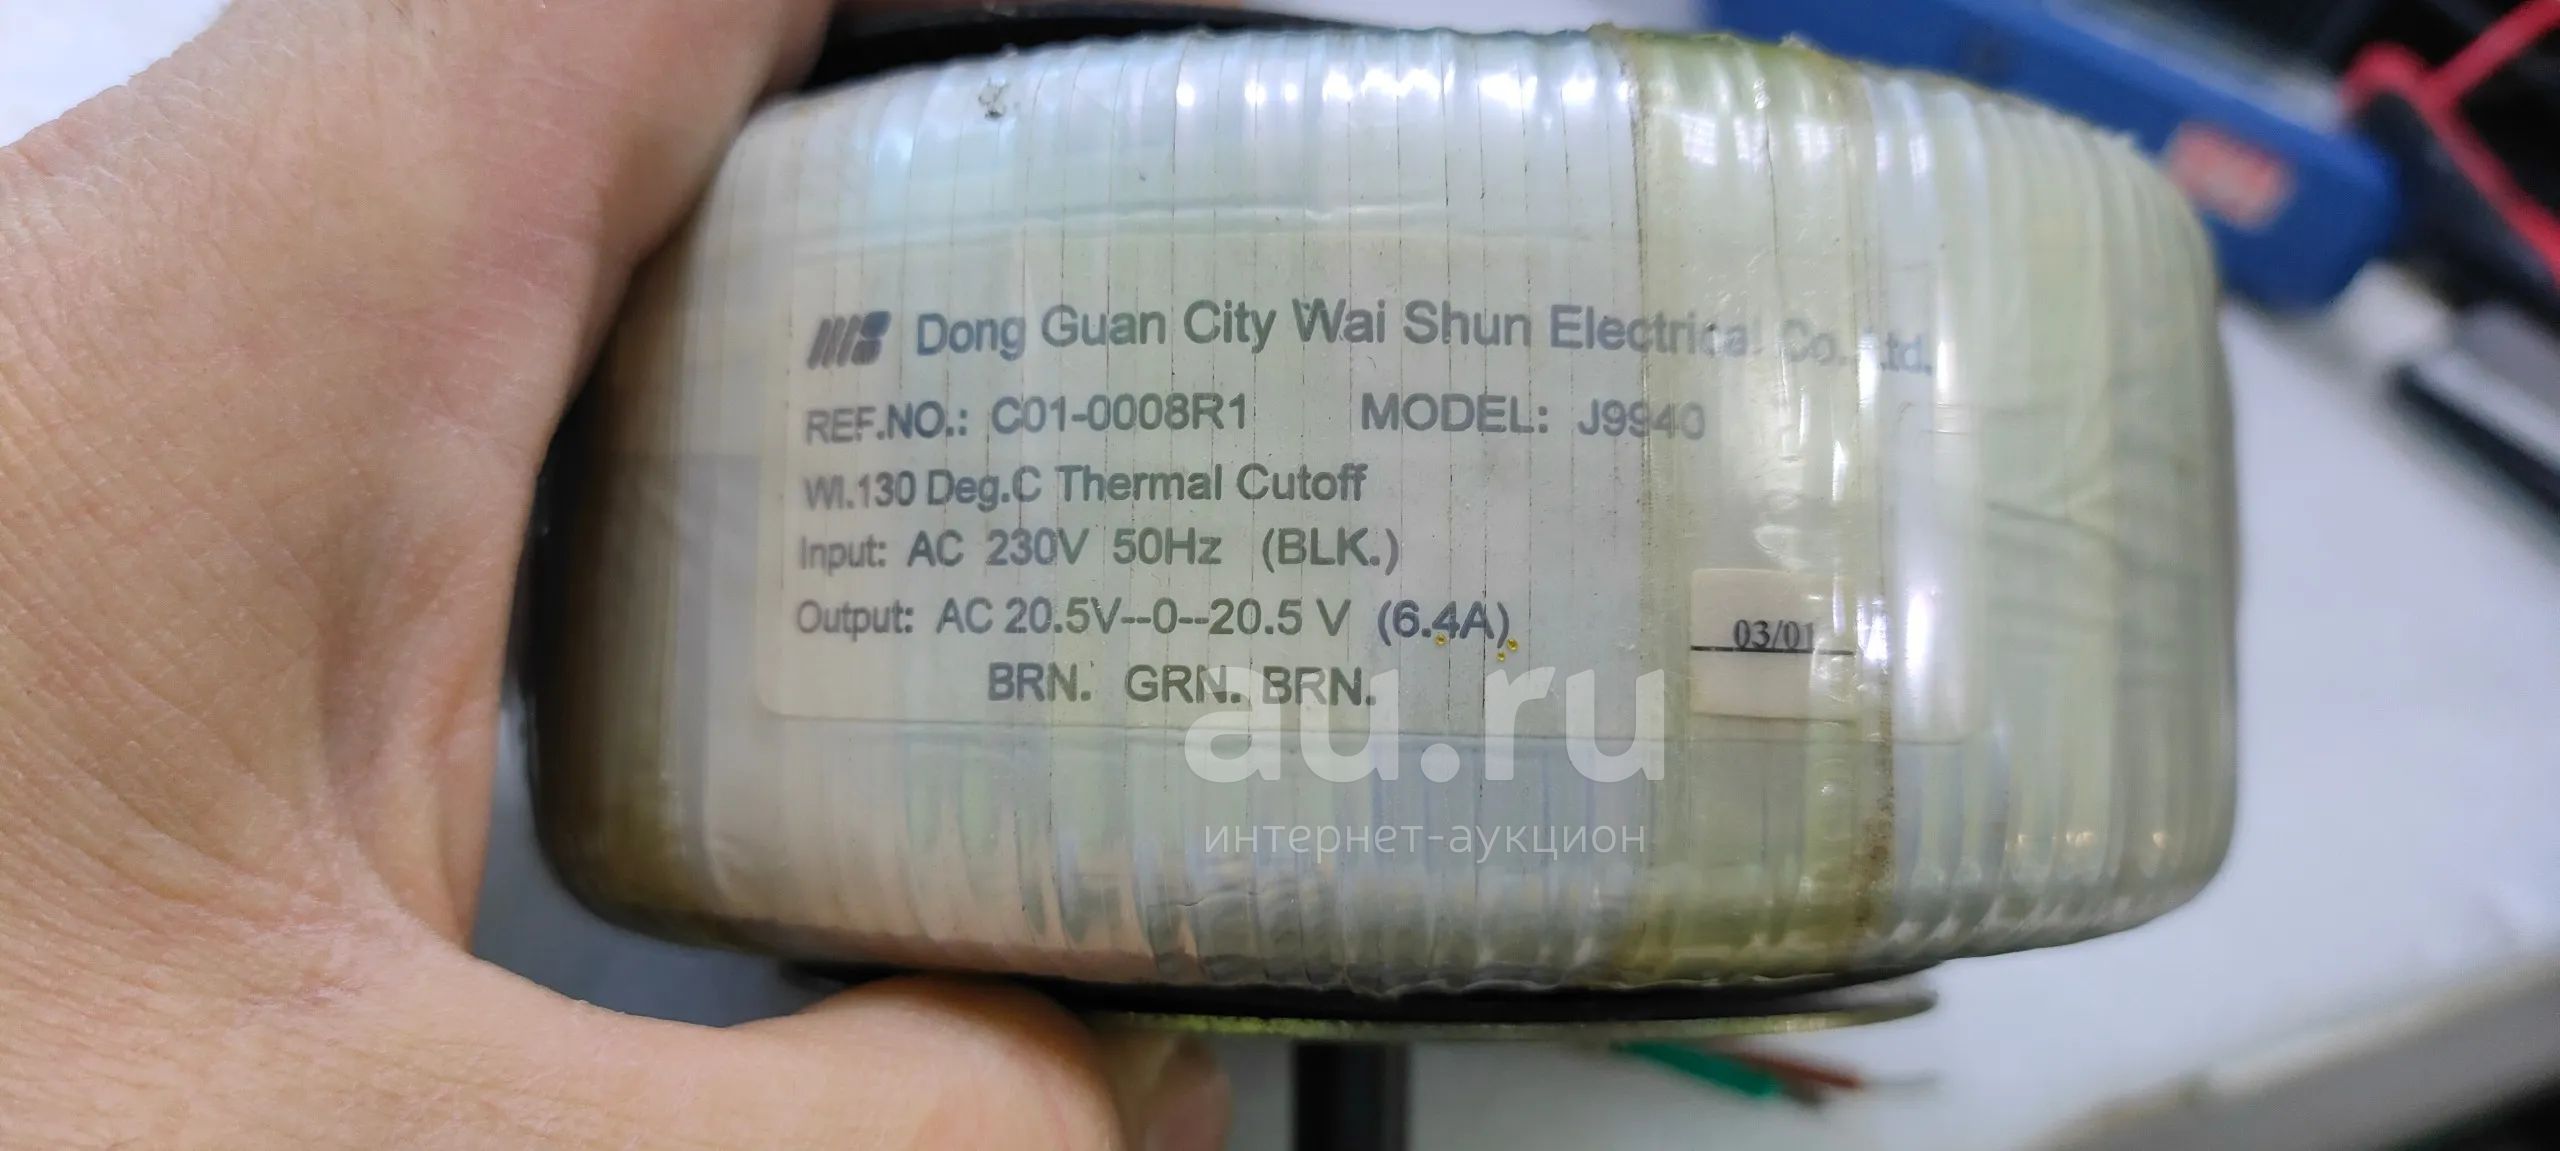 Dong Guan City Wai Shun Electrical Co., Ltd.
REF.NO.: C01-0008R1 MODEL: J9940
WI.130 Deg.C Thermal Cutoff
Input: AC 230V 50Hz (BLK.)
Output: AC 20.5V--0--20.5 V (6.4A)
BRN. GRN. BRN.
03/01
au.ru
интернет-аукцион